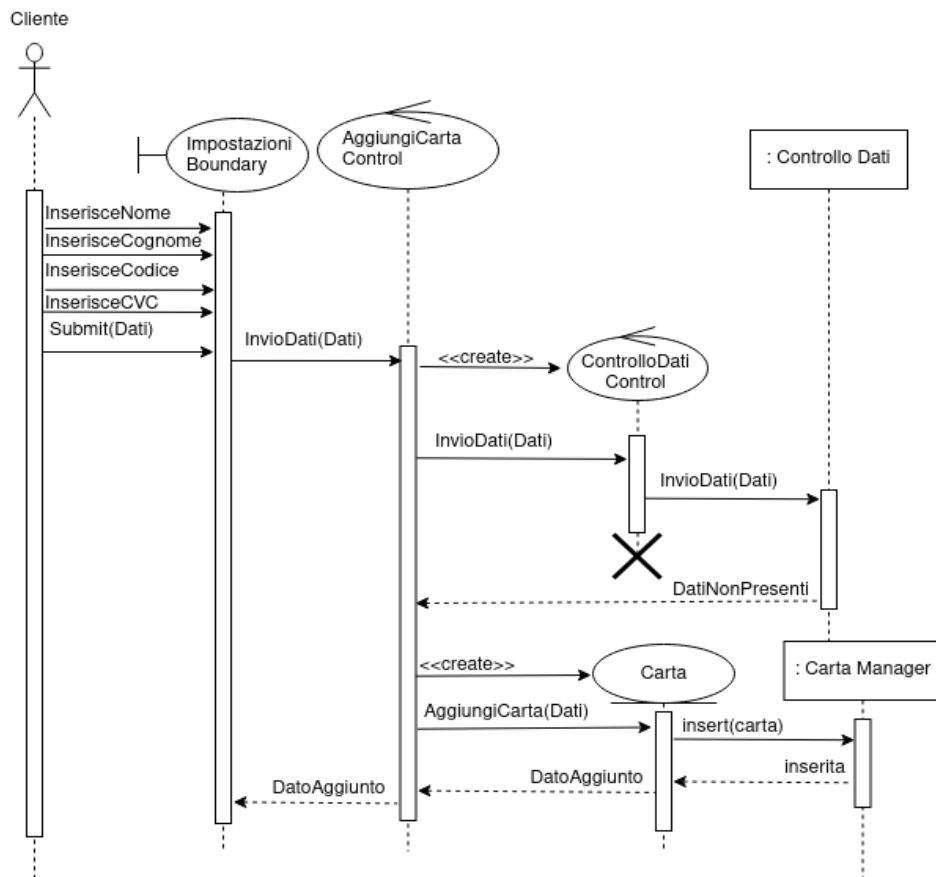 Cliente
Impostazioni
Boundary
AggiungiCarta
Control
: Controllo Dati
InserisceNome
InserisceCognome
InserisceCodice
InserisceCVC
Submit(Dati)
InvioDati(Dati)
<<create>>
ControlloDati
Control
InvioDati(Dati)
InvioDati(Dati)
DatiNonPresenti
<<create>>
Carta
: Carta Manager
AggiungiCarta(Dati)
insert(carta)
inserita
DatoAggiunto
DatoAggiunto